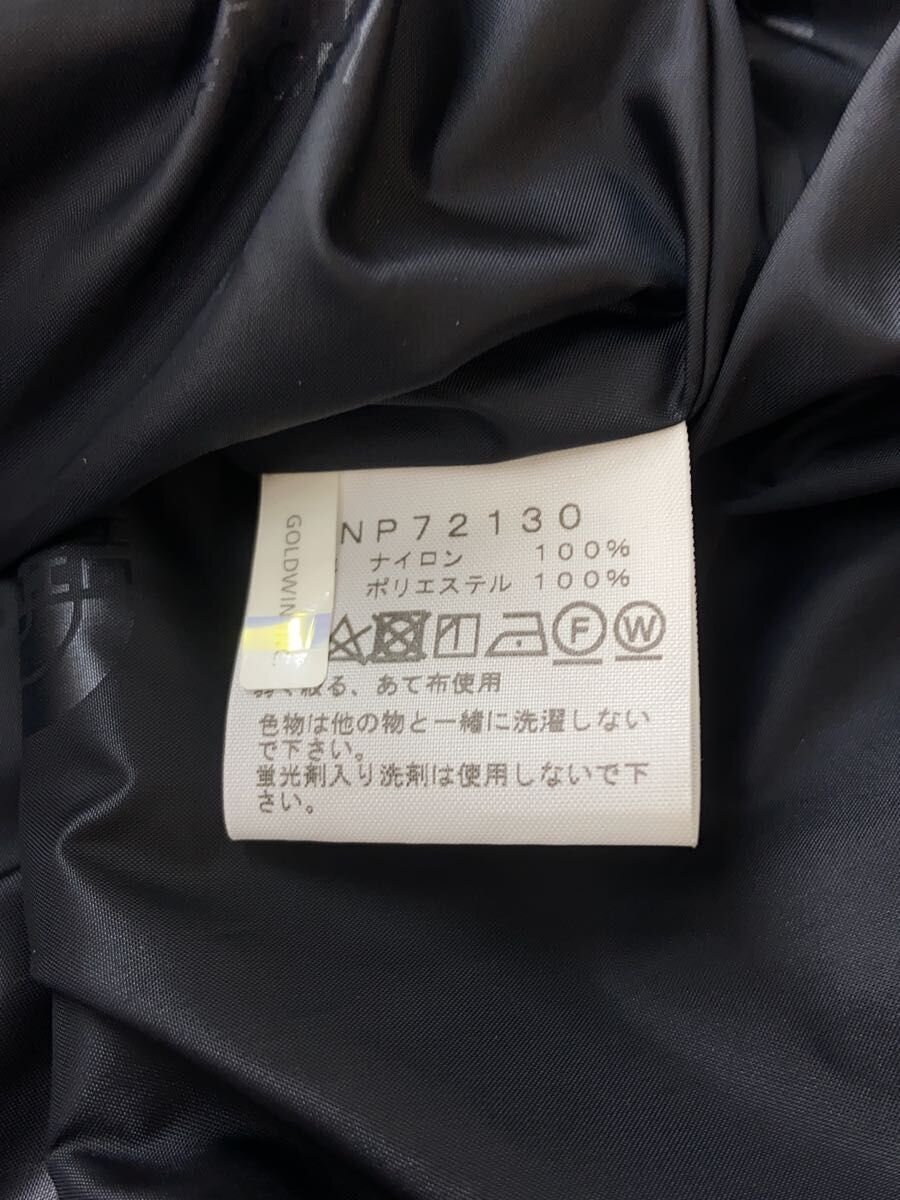 NP72130
ナイロン 100%
ポリエステル 100%
F W
絞る、あて布使用
色物は他の物と一緒に洗濯しない
で下さい。
蛍光剤入り洗剤は使用しないで下
さい。
GOLDWIN